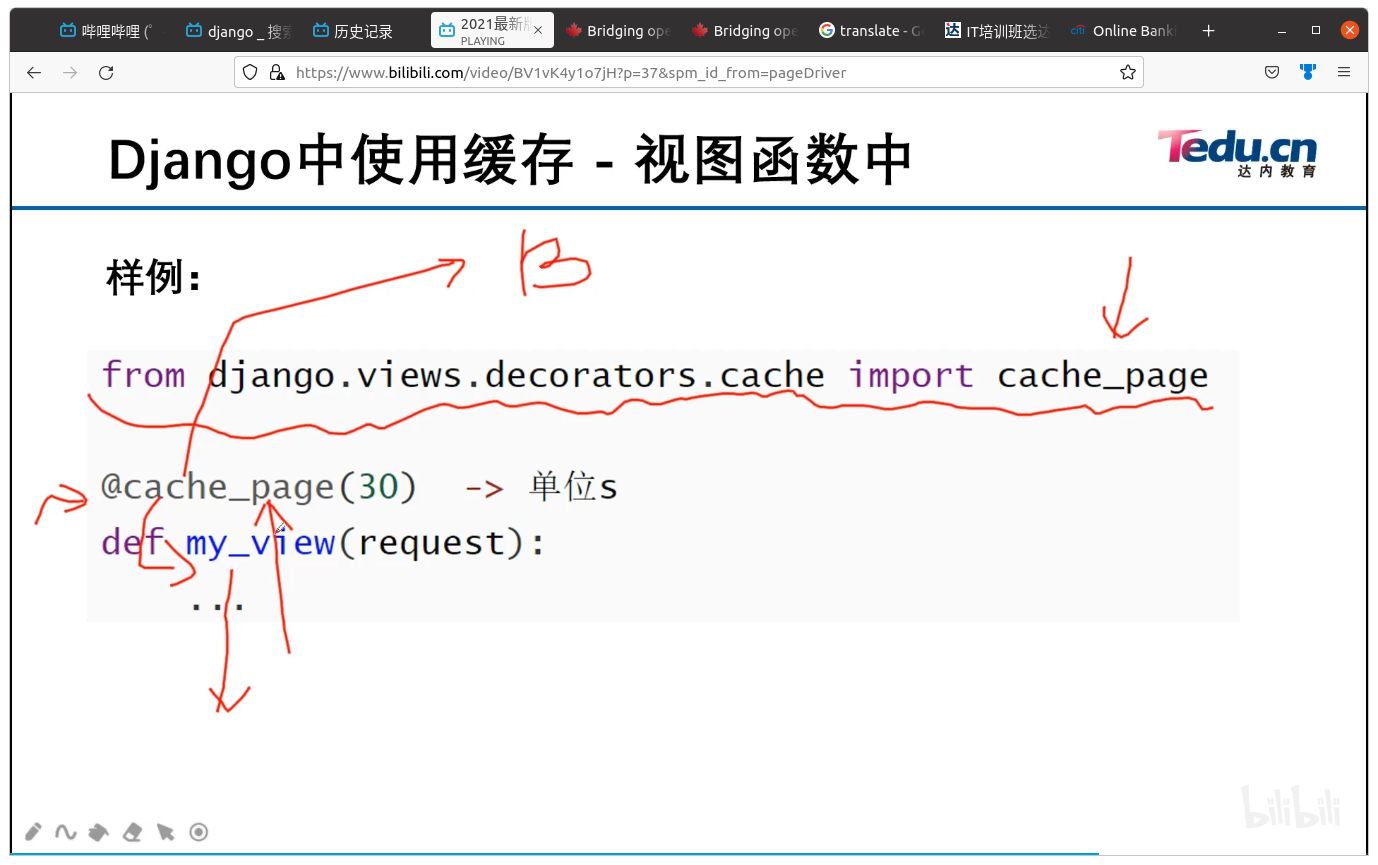 哔哩哔哩 (゜
django _ 搜索
历史记录
2021最新版
PLAYING
Bridging ope
Bridging ope
translate - G
IT培训班选达
citi
Online Bank
https://www.bilibili.com/video/BV1vK4y1o7jH?p=37&spm_id_from=pageDriver
Django中使用缓存 - 视图函数中
Tedu.cn
达内教育
样例：
B
from django.views.decorators.cache import cache_page
@cache_page(30) -> 单位s
def my_view(request):
...
bilibili